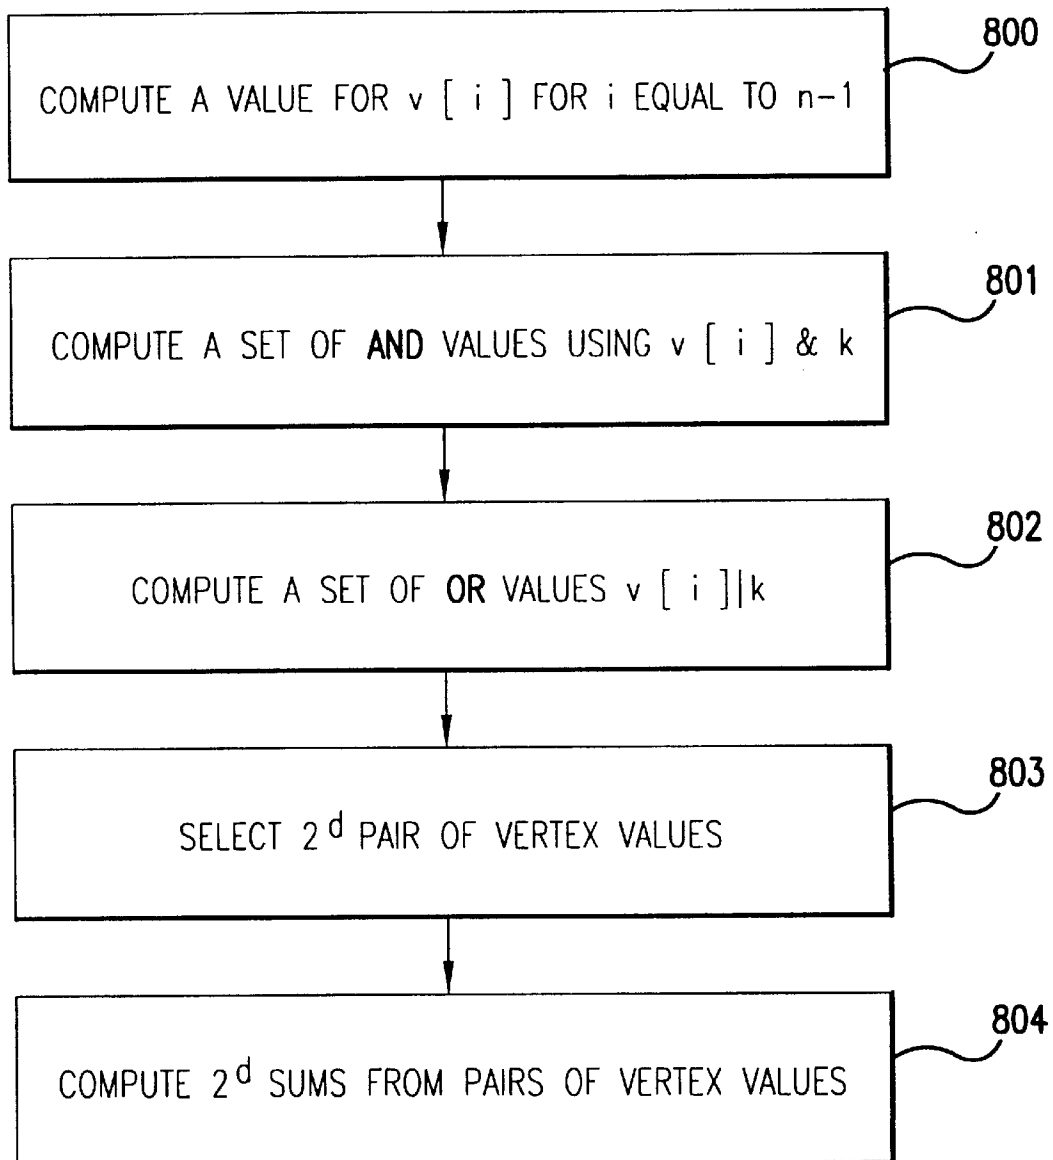 800
COMPUTE A VALUE FOR v [ i ] FOR i EQUAL TO n-1
801
COMPUTE A SET OF AND VALUES USING v [ i ] & k
802
COMPUTE A SET OF OR VALUES v [ i ]|k
803
SELECT 2^d PAIR OF VERTEX VALUES
804
COMPUTE 2^d SUMS FROM PAIRS OF VERTEX VALUES